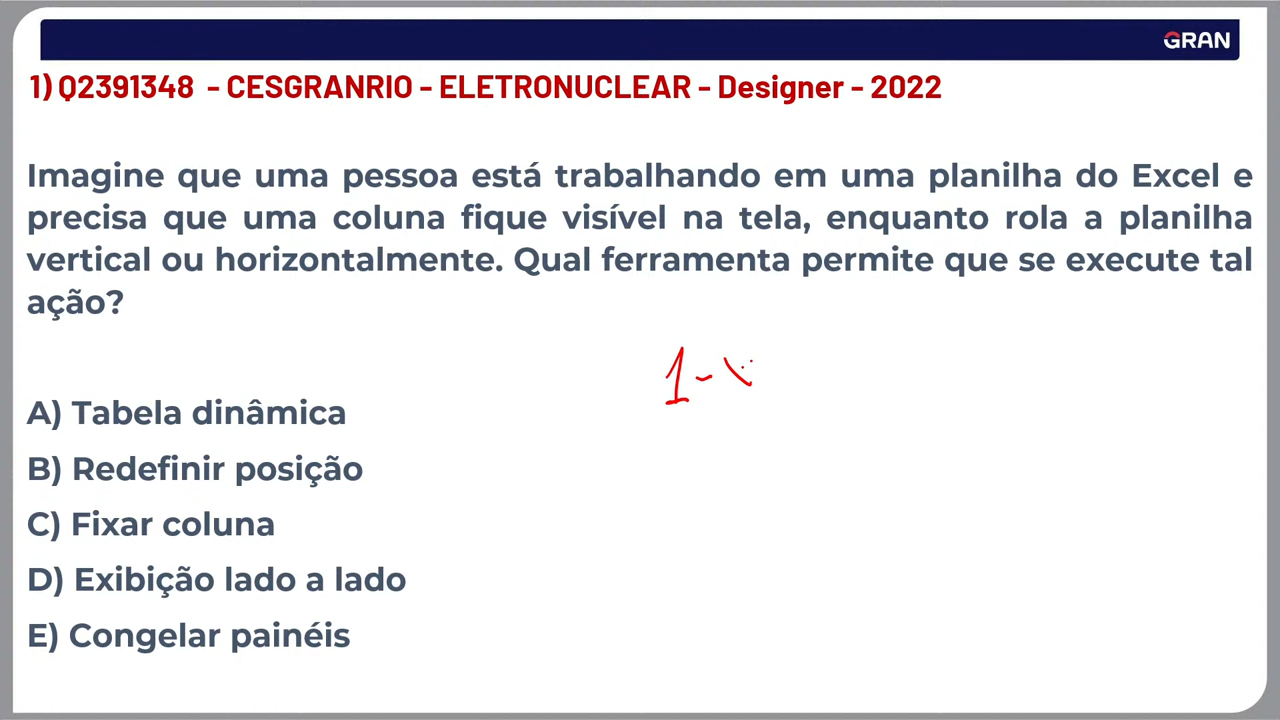 GRAN
1) Q2391348 - CESGRANRIO - ELETRONUCLEAR - Designer - 2022
Imagine que uma pessoa está trabalhando em uma planilha do Excel e
precisa que uma coluna fique visível na tela, enquanto rola a planilha
vertical ou horizontalmente. Qual ferramenta permite que se execute tal
ação?
1-
A) Tabela dinâmica
B) Redefinir posição
C) Fixar coluna
D) Exibição lado a lado
E) Congelar painéis